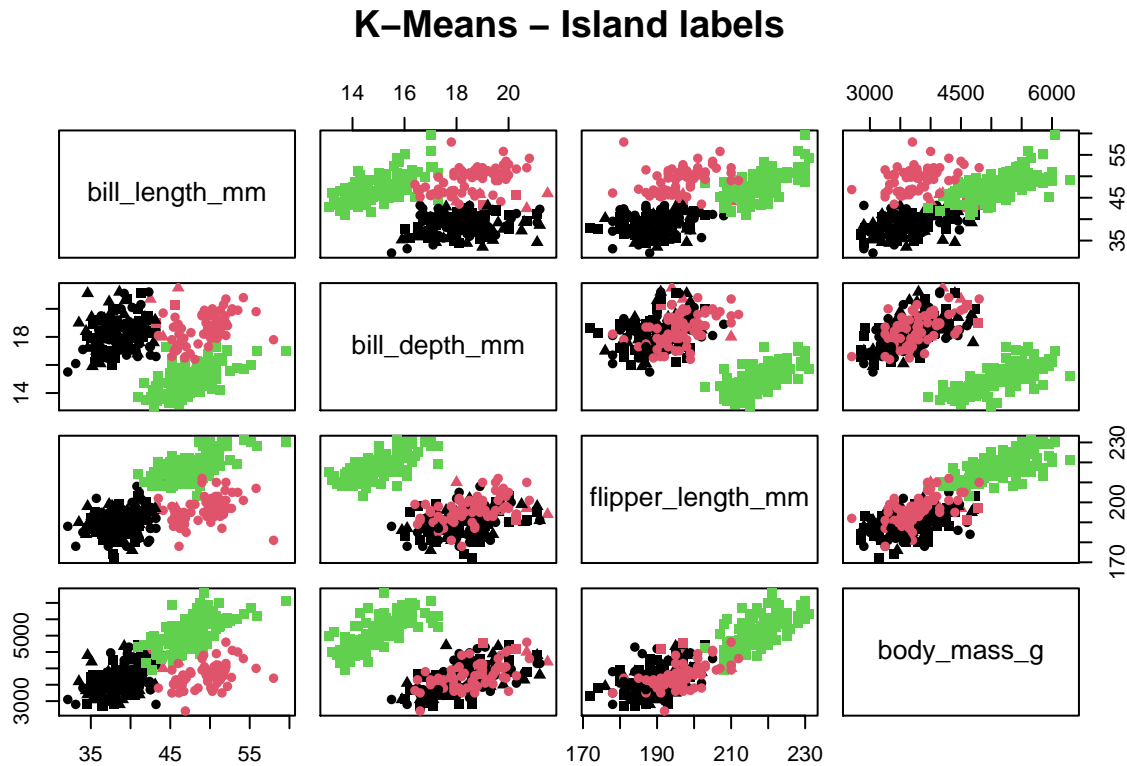 K−Means − Island labels
14 16 18 20
3000 4500 6000
bill_length_mm
35 45 55
14 18
bill_depth_mm
flipper_length_mm
170 200 230
3000 5000
body_mass_g
35 45 55
170 190 210 230